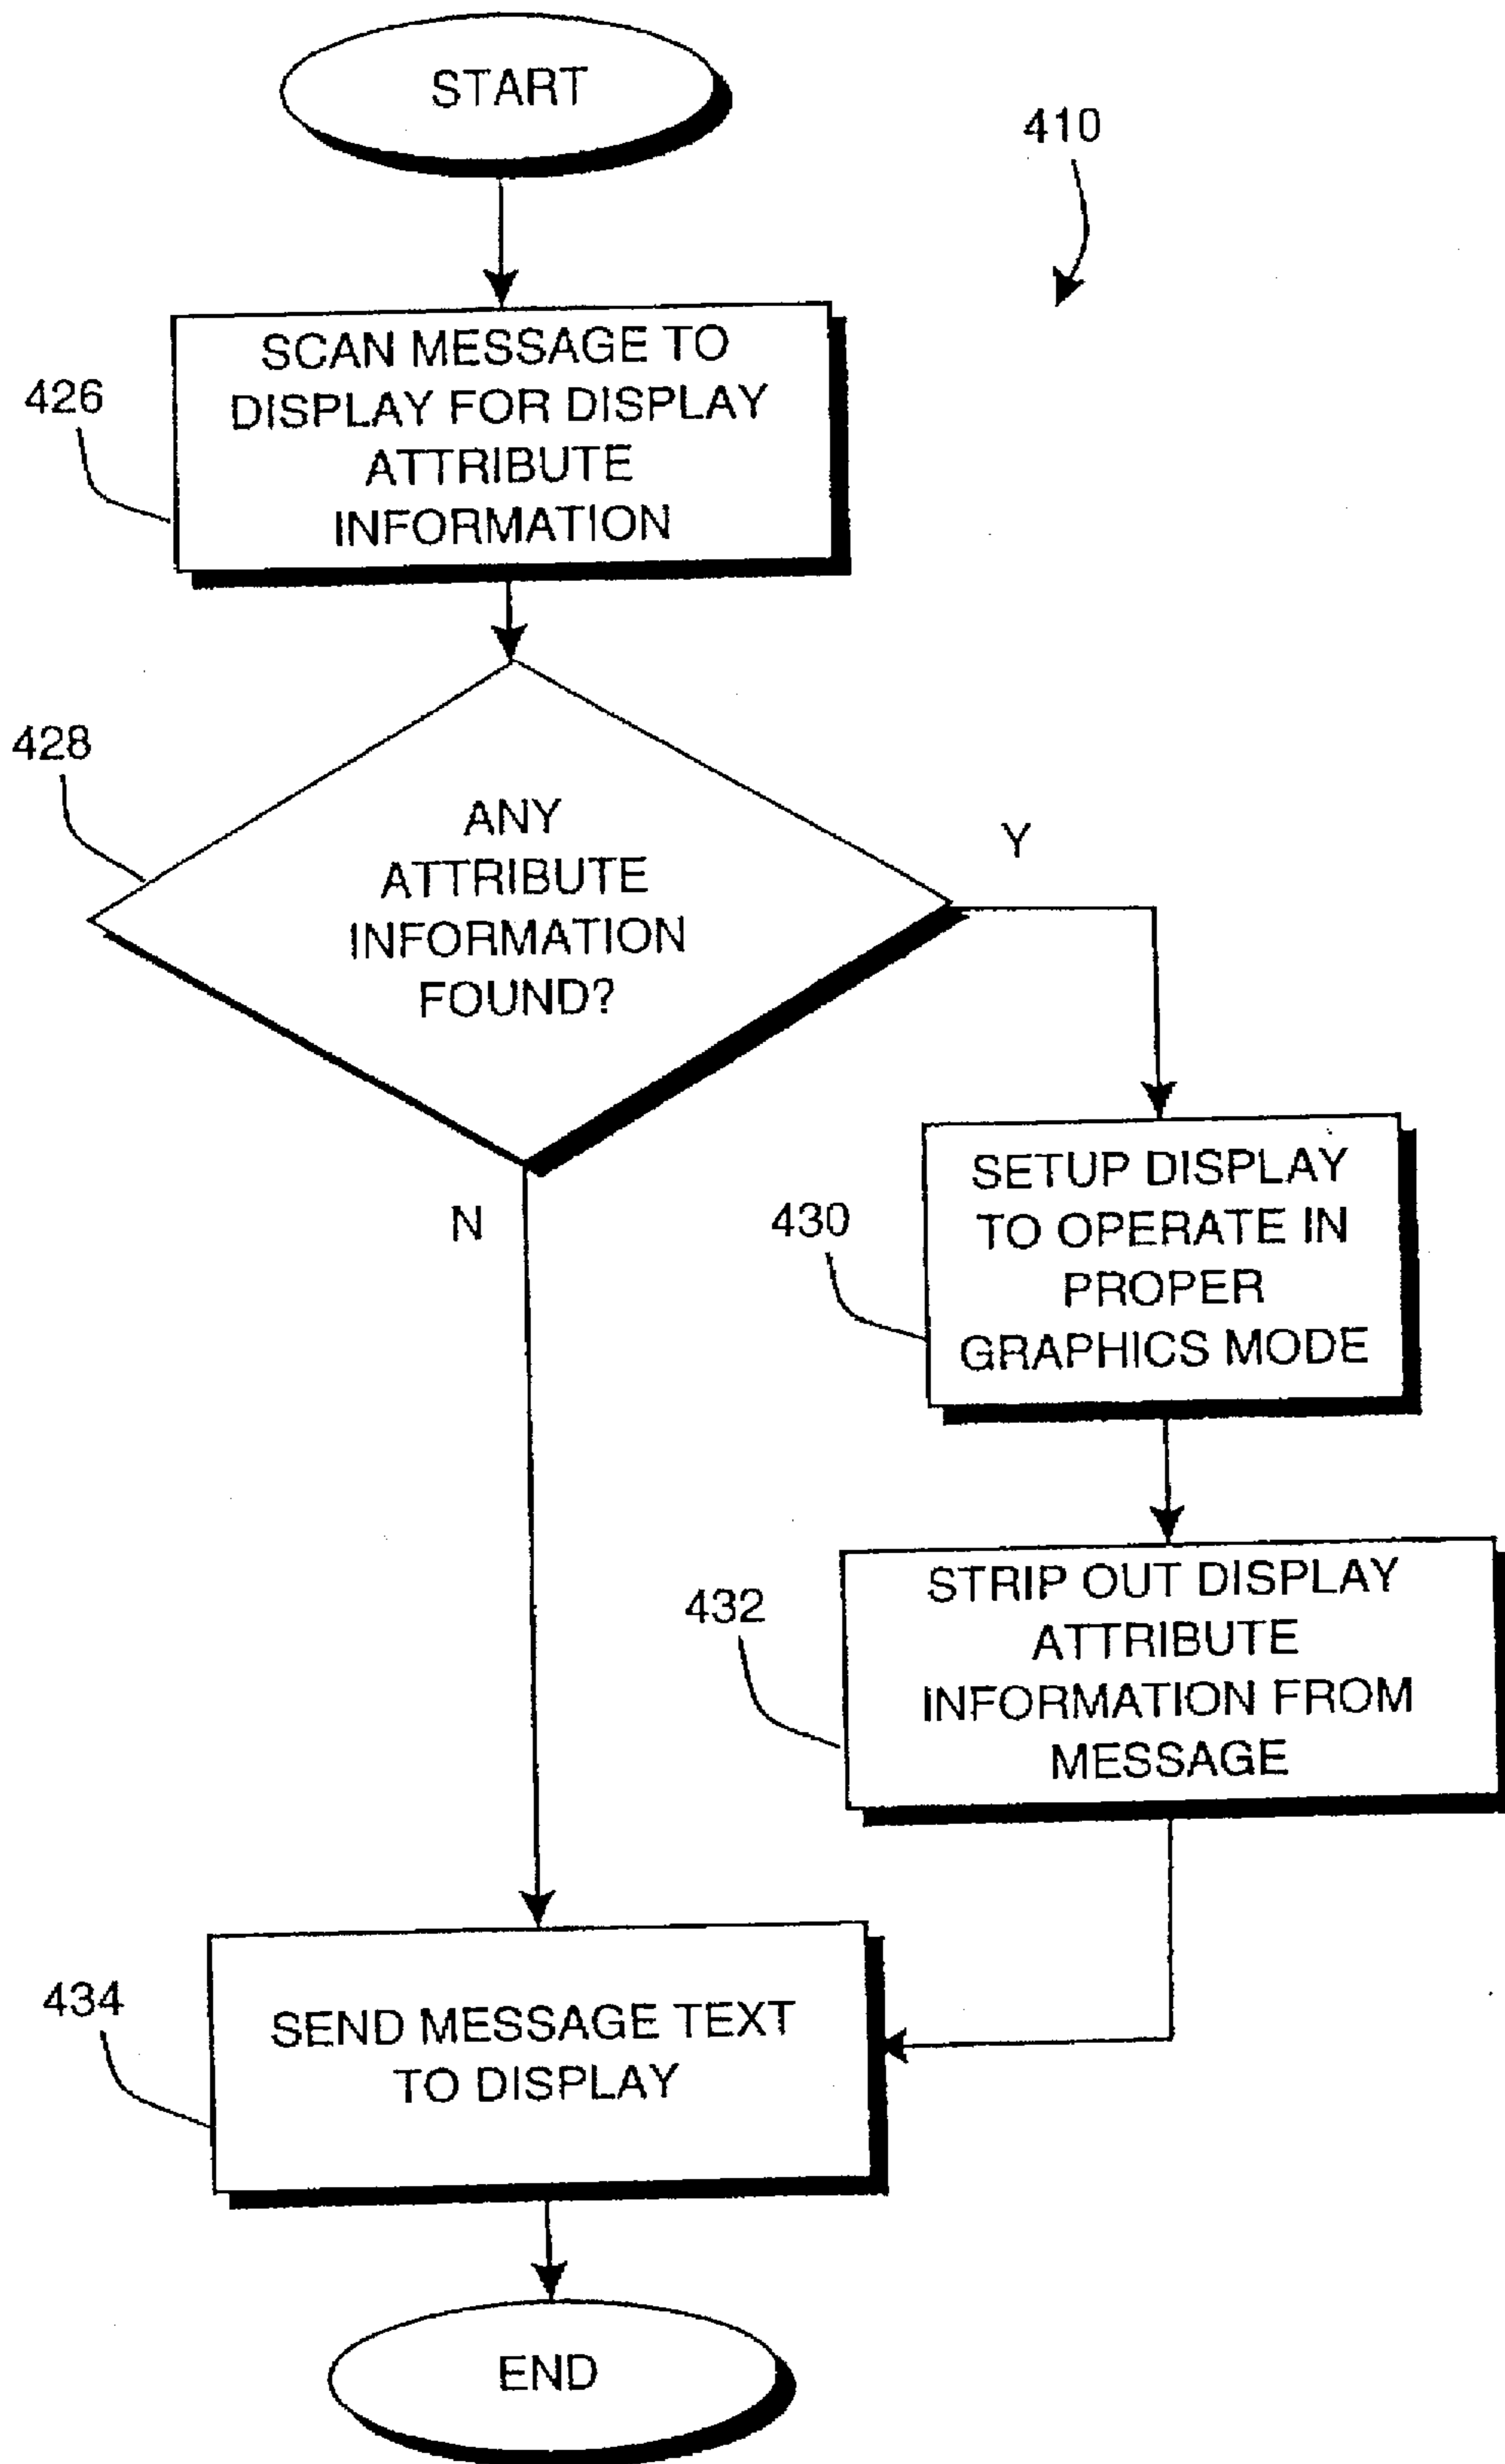 START
410
426
SCAN MESSAGE TO
DISPLAY FOR DISPLAY
ATTRIBUTE
INFORMATION
428
ANY
ATTRIBUTE
INFORMATION
FOUND?
Y
N
430
SETUP DISPLAY
TO OPERATE IN
PROPER
GRAPHICS MODE
432
STRIP OUT DISPLAY
ATTRIBUTE
INFORMATION FROM
MESSAGE
434
SEND MESSAGE TEXT
TO DISPLAY
END